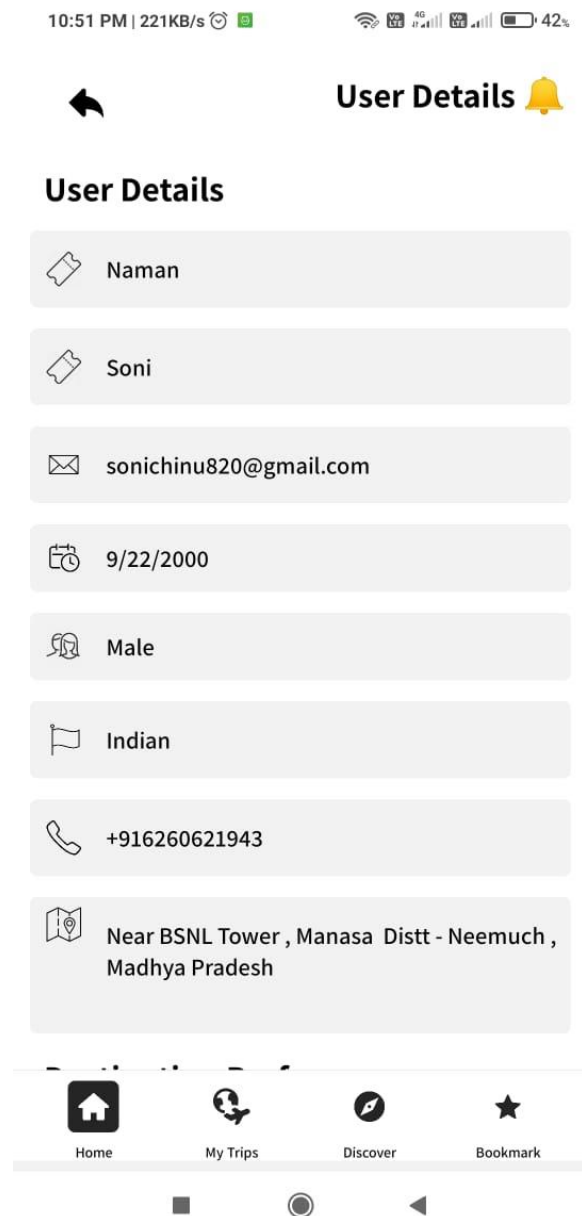 10:51 PM | 221KB/s 42%
User Details
User Details
Naman
Soni
sonichinu820@gmail.com
9/22/2000
Male
Indian
+916260621943
Near BSNL Tower , Manasa Distt - Neemuch ,
Madhya Pradesh
Home My Trips Discover Bookmark